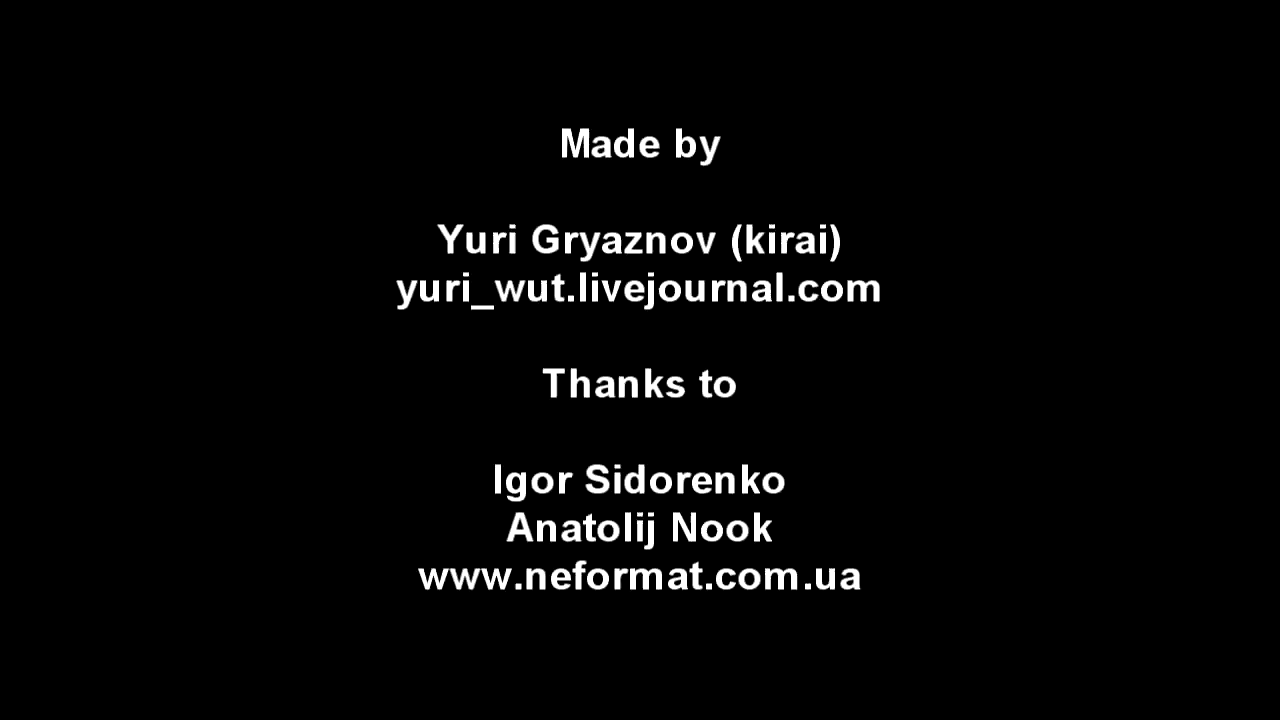 Made by
Yuri Gryaznov (kirai)
yuri_wut.livejournal.com
Thanks to
Igor Sidorenko
Anatolij Nook
www.neformat.com.ua